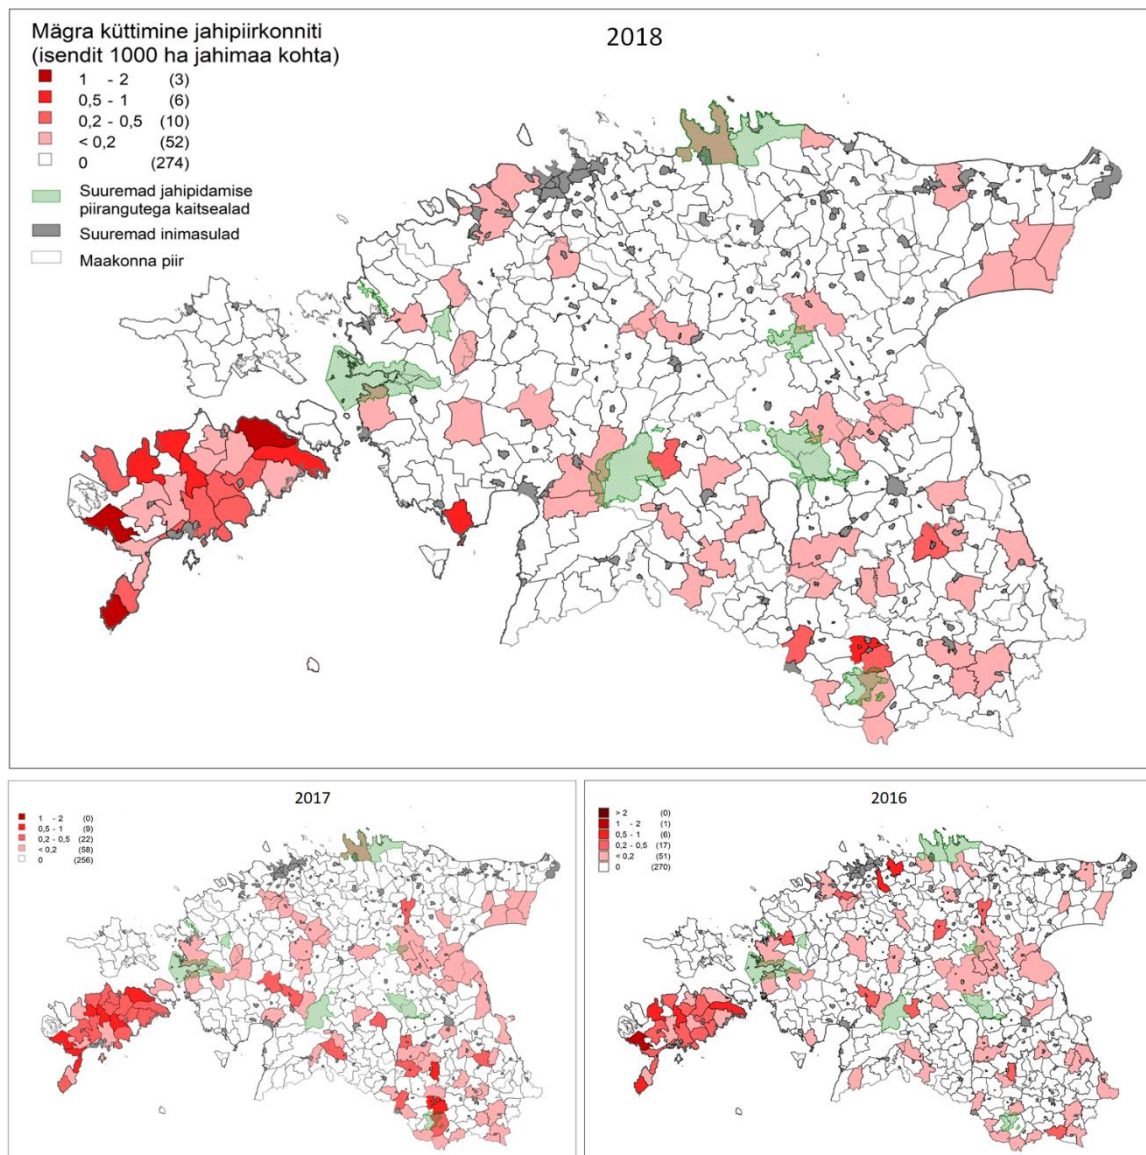 Mägra küttimine jahipiirkonniti
(isendit 1000 ha jahimaa kohta)
1 - 2 (3)
0,5 - 1 (6)
0,2 - 0,5 (10)
< 0,2 (52)
0 (274)
Suuremad jahipidamise
piirangutega kaitsealad
Suuremad inimasulad
Maakonna piir
2018
2017
1 - 2 (0)
0,5 - 1 (9)
0,2 - 0,5 (22)
< 0,2 (58)
0 (256)
2016
> 2 (0)
1 - 2 (1)
0,5 - 1 (6)
0,2 - 0,5 (17)
< 0,2 (51)
0 (270)